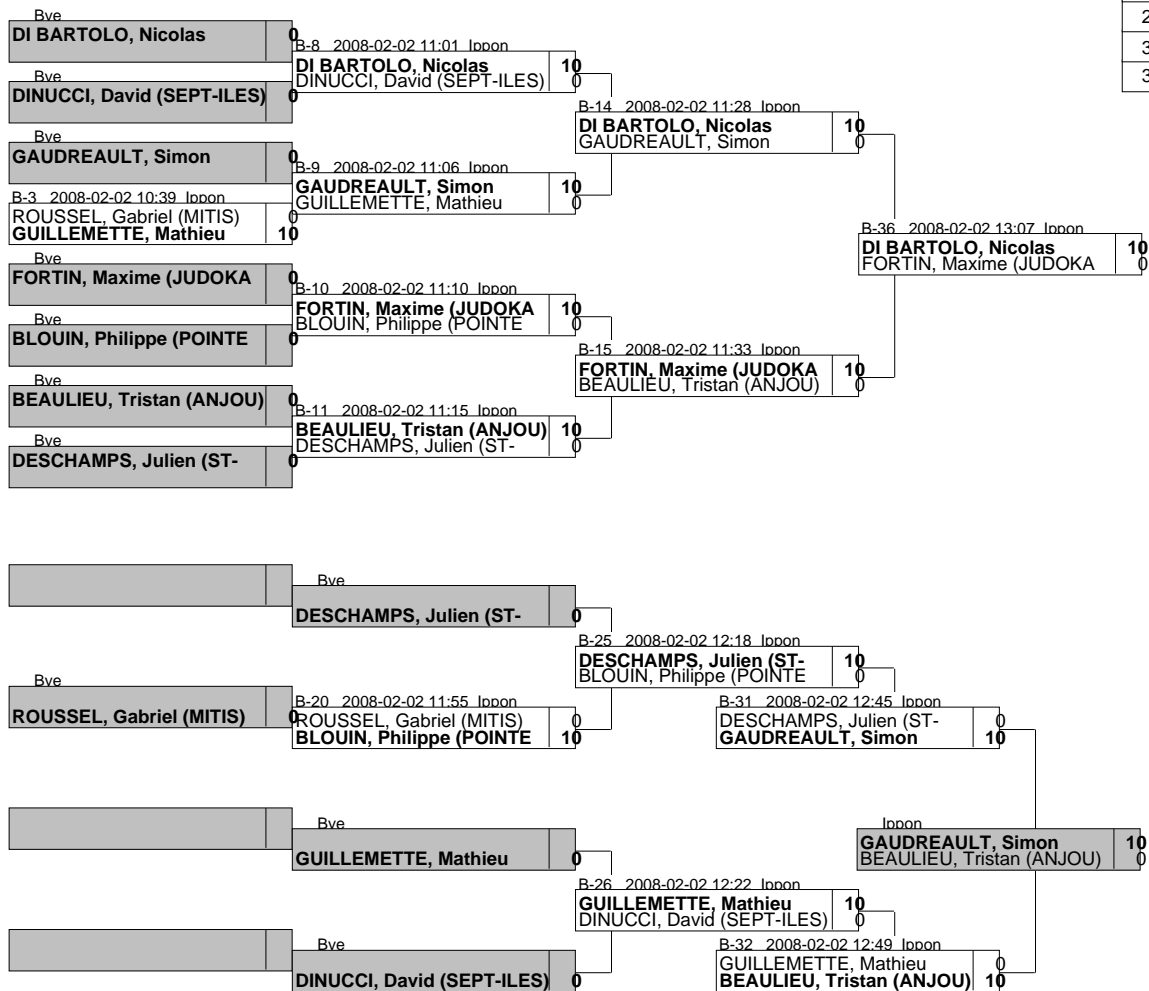 2
3
3
Bye
DI BARTOLO, Nicolas 0
Bye
DINUCCI, David (SEPT-ILES) 0
Bye
GAUDREAULT, Simon 0
B-3 2008-02-02 10:39 Ippon
ROUSSEL, Gabriel (MITIS) 0
GUILLEMETTE, Mathieu 10
Bye
FORTIN, Maxime (JUDOKA 0
Bye
BLOUIN, Philippe (POINTE 0
Bye
BEAULIEU, Tristan (ANJOU) 0
Bye
DESCHAMPS, Julien (ST- 0
B-8 2008-02-02 11:01 Ippon
DI BARTOLO, Nicolas 10
DINUCCI, David (SEPT-ILES) 0
B-9 2008-02-02 11:06 Ippon
GAUDREAULT, Simon 10
GUILLEMETTE, Mathieu 0
B-10 2008-02-02 11:10 Ippon
FORTIN, Maxime (JUDOKA 10
BLOUIN, Philippe (POINTE 0
B-11 2008-02-02 11:15 Ippon
BEAULIEU, Tristan (ANJOU) 10
DESCHAMPS, Julien (ST- 0
B-14 2008-02-02 11:28 Ippon
DI BARTOLO, Nicolas 10
GAUDREAULT, Simon 0
B-15 2008-02-02 11:33 Ippon
FORTIN, Maxime (JUDOKA 10
BEAULIEU, Tristan (ANJOU) 0
B-36 2008-02-02 13:07 Ippon
DI BARTOLO, Nicolas 10
FORTIN, Maxime (JUDOKA 0
Bye
ROUSSEL, Gabriel (MITIS) 0
Bye
DESCHAMPS, Julien (ST- 0
B-20 2008-02-02 11:55 Ippon
ROUSSEL, Gabriel (MITIS) 0
BLOUIN, Philippe (POINTE 10
Bye
GUILLEMETTE, Mathieu 0
Bye
DINUCCI, David (SEPT-ILES) 0
B-25 2008-02-02 12:18 Ippon
DESCHAMPS, Julien (ST- 10
BLOUIN, Philippe (POINTE 0
B-26 2008-02-02 12:22 Ippon
GUILLEMETTE, Mathieu 10
DINUCCI, David (SEPT-ILES) 0
B-31 2008-02-02 12:45 Ippon
DESCHAMPS, Julien (ST- 0
GAUDREAULT, Simon 10
B-32 2008-02-02 12:49 Ippon
GUILLEMETTE, Mathieu 0
BEAULIEU, Tristan (ANJOU) 10
Ippon
GAUDREAULT, Simon 10
BEAULIEU, Tristan (ANJOU) 0